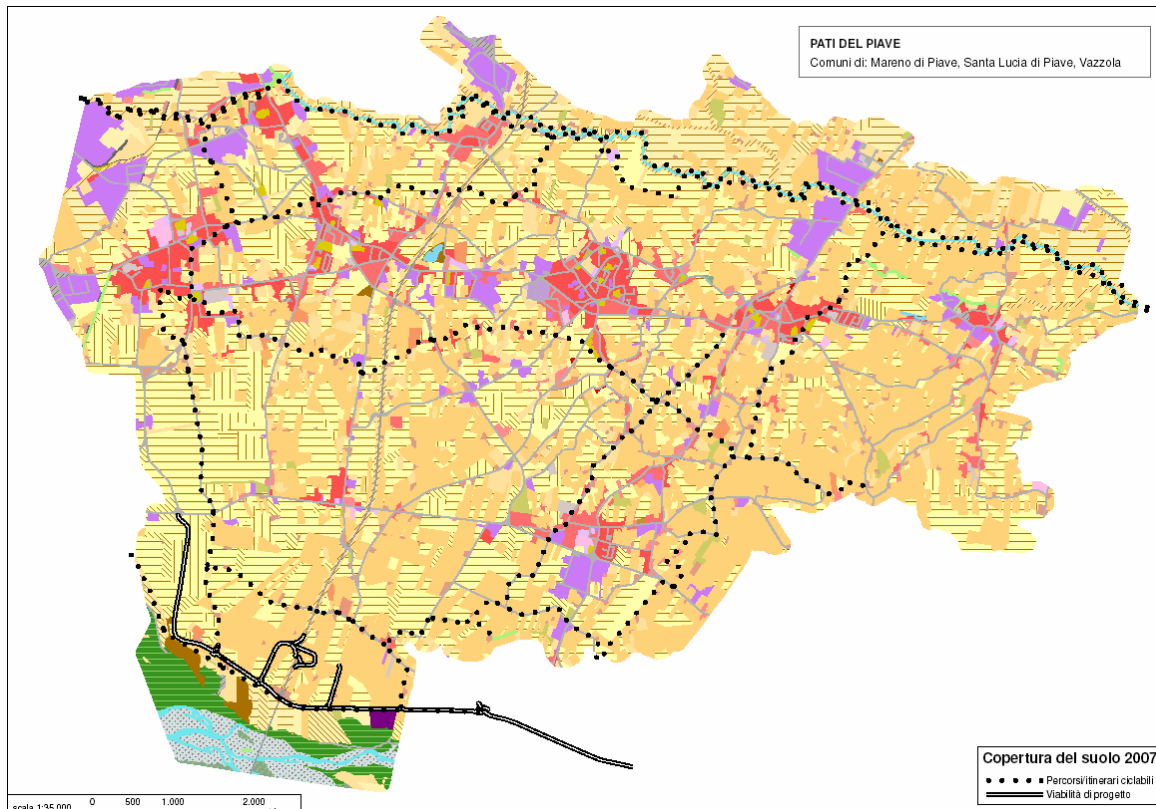 PATI DEL PIAVE
Comuni di: Mareno di Piave, Santa Lucia di Piave, Vazzola
Copertura del suolo 2007
Percorsi/itinerari ciclabili
Viabilità di progetto
scala 1:35.000
0 500 1.000 2.000